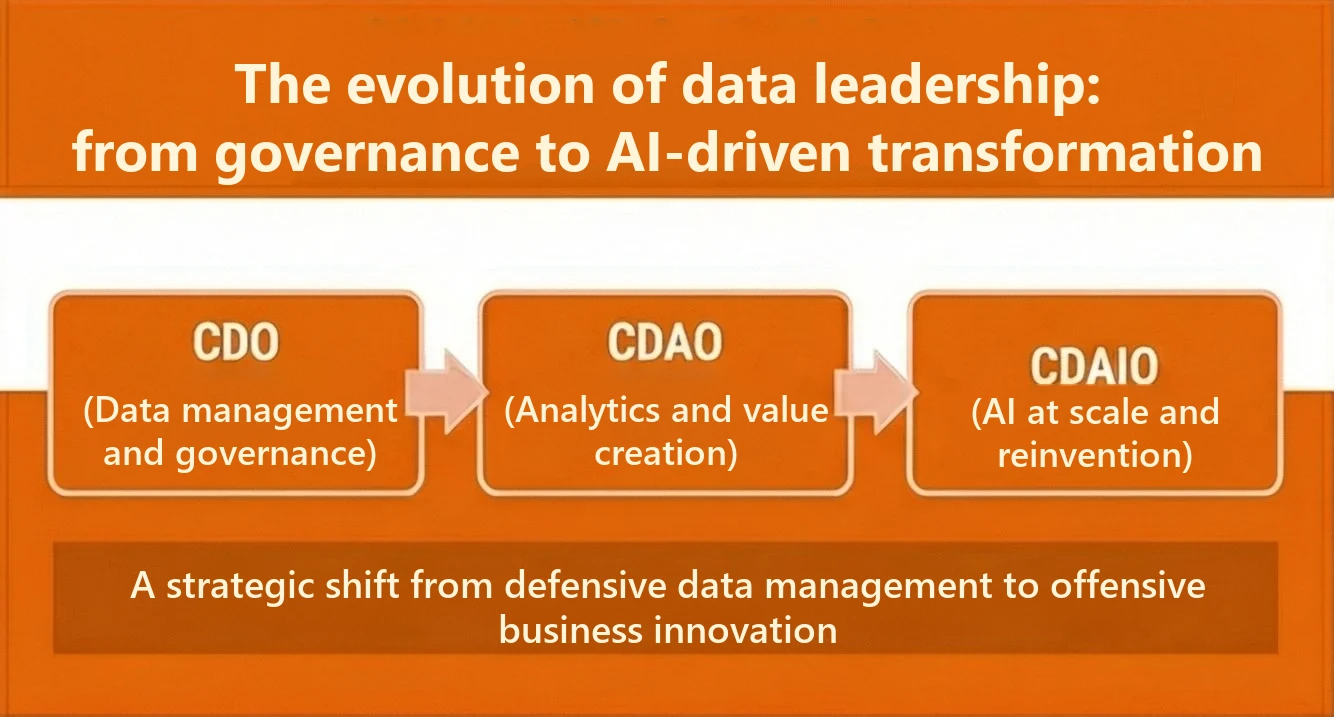 The evolution of data leadership:
from governance to AI-driven transformation
CDO
(Data management
and governance)
CDAO
(Analytics and value
creation)
CDAIO
(AI at scale and
reinvention)
A strategic shift from defensive data management to offensive
business innovation